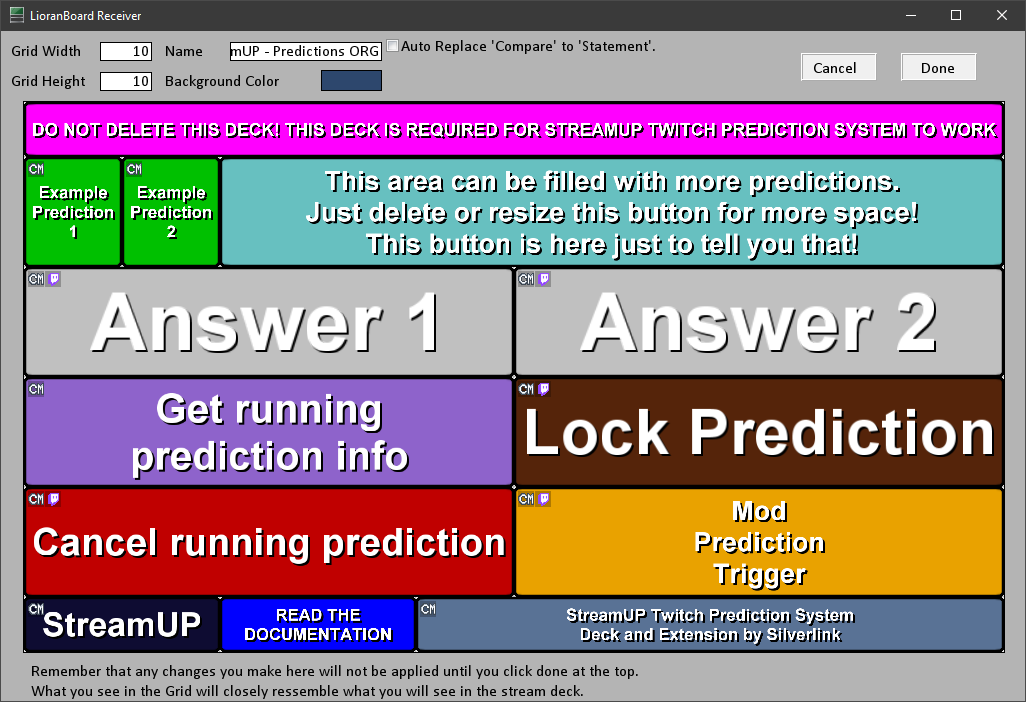 LioranBoard Receiver
Grid Width 10 Name mUP - Predictions ORG Auto Replace 'Compare' to 'Statement'.
Cancel Done
Grid Height 10 Background Color
DO NOT DELETE THIS DECK! THIS DECK IS REQUIRED FOR STREAMUP TWITCH PREDICTION SYSTEM TO WORK
CM
Example
Prediction
1
CM
Example
Prediction
2
This area can be filled with more predictions.
Just delete or resize this button for more space!
This button is here just to tell you that!
CM
Answer 1
CM
Answer 2
CM
Get running
prediction info
CM
Lock Prediction
CM
Cancel running prediction
CM
Mod
Prediction
Trigger
CM
StreamUP
READ THE
DOCUMENTATION
CM
StreamUP Twitch Prediction System
Deck and Extension by Silverlink
Remember that any changes you make here will not be applied until you click done at the top.
What you see in the Grid will closely ressemble what you will see in the stream deck.